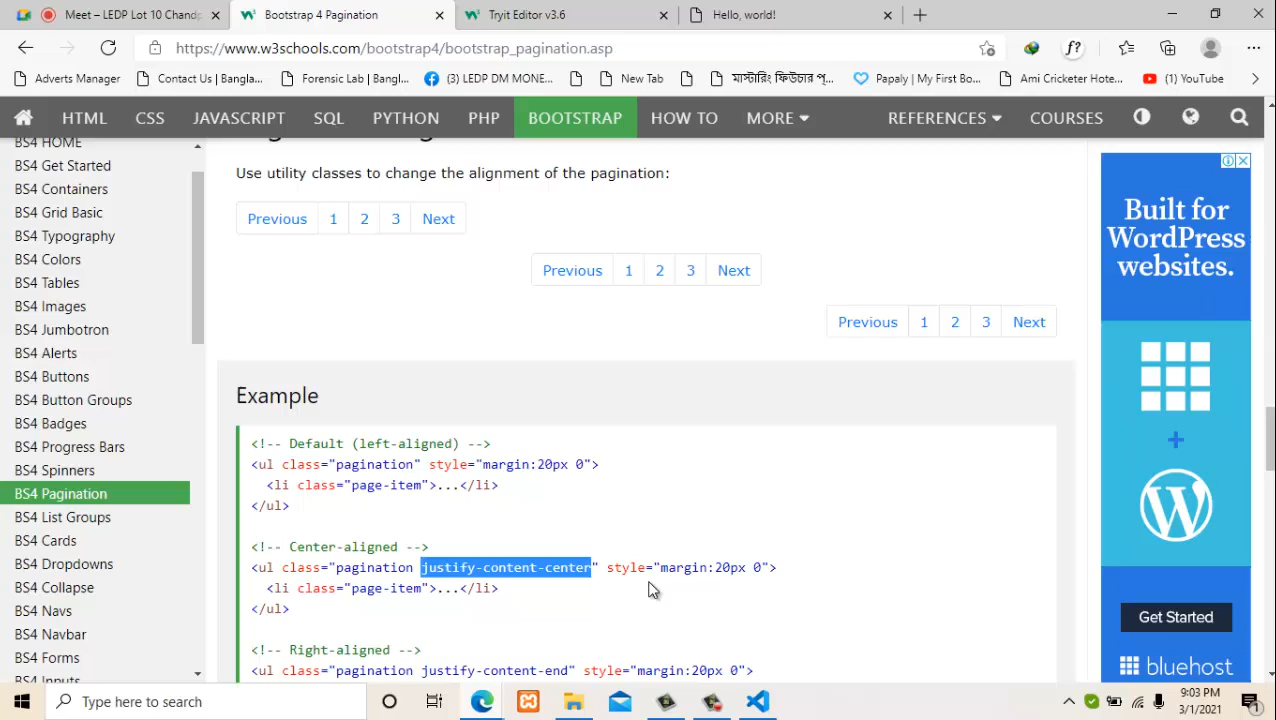 Meet – LEDP Lot 10 Chand
Bootstrap 4 Pagination
Tryit Editor v3.6
Hello, world!
https://www.w3schools.com/bootstrap4/bootstrap_pagination.asp
Adverts Manager
Contact Us | Bangla...
Forensic Lab | Bangl...
(3) LEDP DM MONE...
New Tab
মাস্টারিং ফিউচার প্...
Papaly | My First Bo...
Ami Cricketer Hote...
(1) YouTube
HTML CSS JAVASCRIPT SQL PYTHON PHP BOOTSTRAP HOW TO MORE REFERENCES COURSES
BS4 HOME
BS4 Get Started
BS4 Containers
BS4 Grid Basic
BS4 Typography
BS4 Colors
BS4 Tables
BS4 Images
BS4 Jumbotron
BS4 Alerts
BS4 Buttons
BS4 Button Groups
BS4 Badges
BS4 Progress Bars
BS4 Spinners
BS4 Pagination
BS4 List Groups
BS4 Cards
BS4 Dropdowns
BS4 Collapse
BS4 Navs
BS4 Navbar
BS4 Forms
BS4 Inputs
Use utility classes to change the alignment of the pagination:
Previous 1 2 3 Next
Previous 1 2 3 Next
Previous 1 2 3 Next
Example
<!-- Default (left-aligned) -->
<ul class="pagination" style="margin:20px 0">
<li class="page-item">...</li>
</ul>
<!-- Center-aligned -->
<ul class="pagination justify-content-center" style="margin:20px 0">
<li class="page-item">...</li>
</ul>
<!-- Right-aligned -->
<ul class="pagination justify-content-end" style="margin:20px 0">
Built for
WordPress
websites.
Get Started
bluehost
Type here to search
9:03 PM
3/1/2021